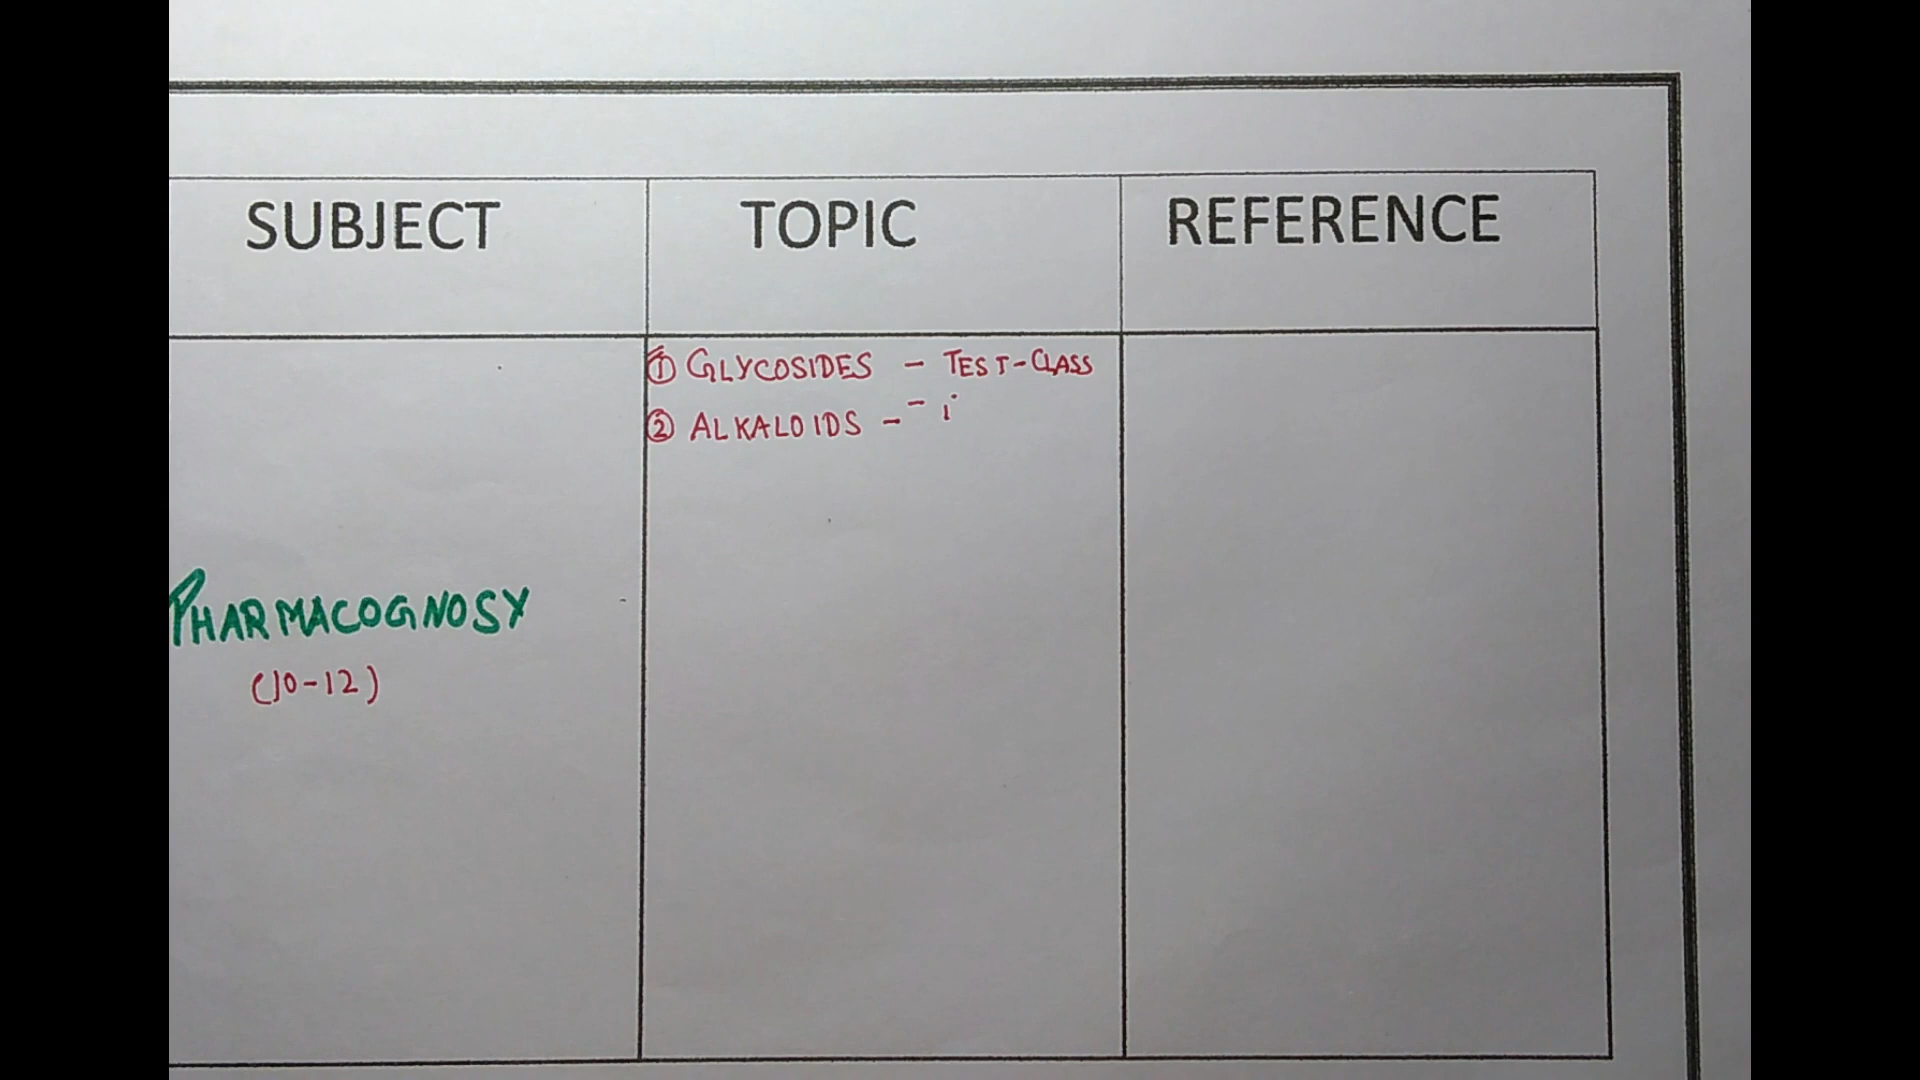 SUBJECT TOPIC REFERENCE
① GLYCOSIDES - TEST-CLASS
② ALKALOIDS -
PHARMACOGNOSY
(10-12)